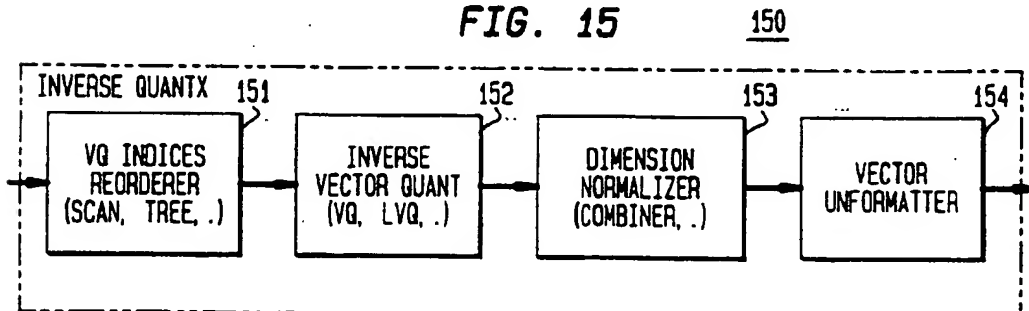 FIG. 15
150
INVERSE QUANTX
151
152
153
154
VQ INDICES
REORDERER
(SCAN, TREE, .)
INVERSE
VECTOR QUANT
(VQ, LVQ, .)
DIMENSION
NORMALIZER
(COMBINER, .)
VECTOR
UNFORMATTER